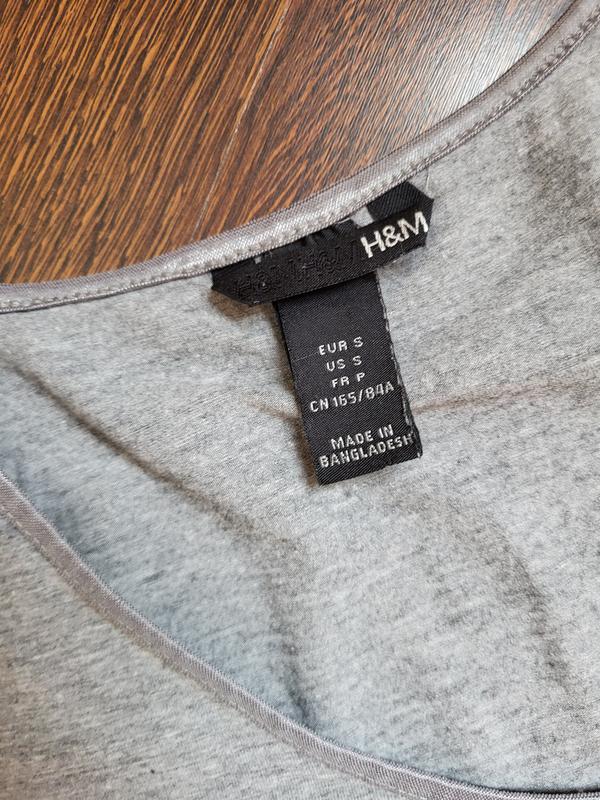 H&M
EUR S
US S
FR P
CN 165/84A
MADE IN
BANGLADESH